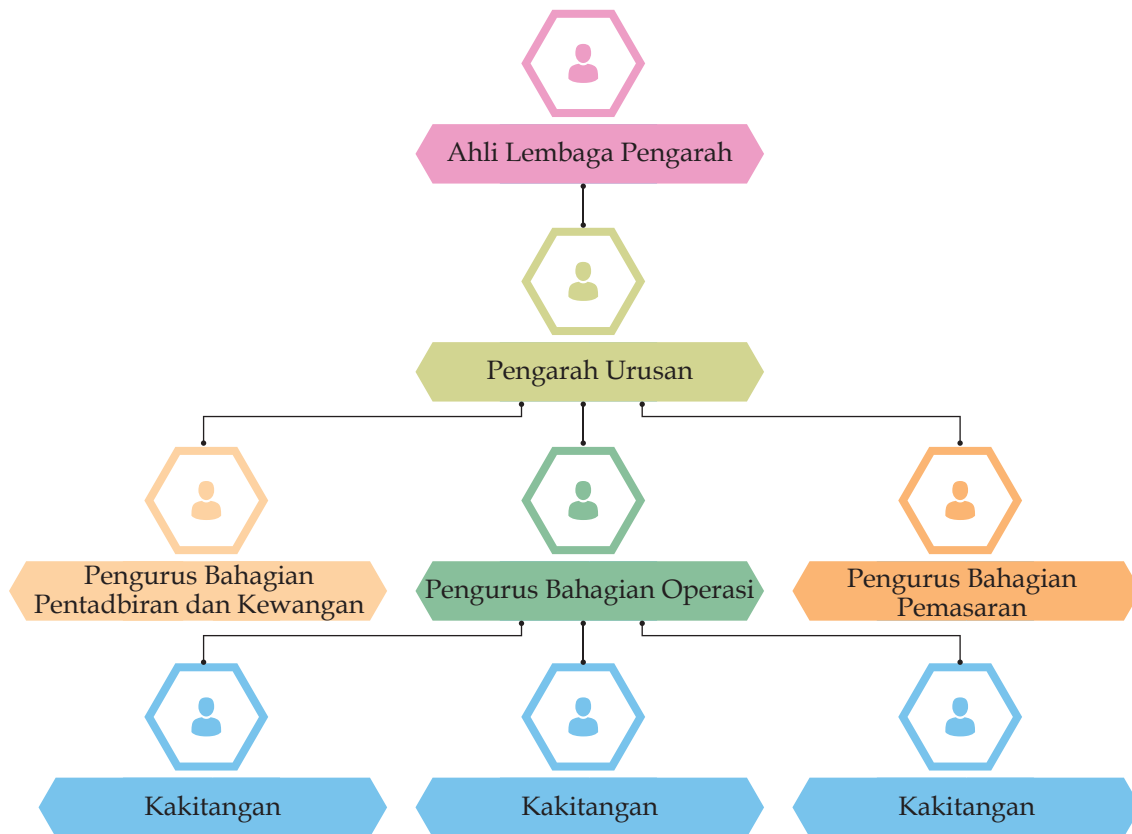 Ahli Lembaga Pengarah
Pengarah Urusan
Pengurus Bahagian
Pentadbiran dan Kewangan
Pengurus Bahagian Operasi
Pengurus Bahagian
Pemasaran
Kakitangan
Kakitangan
Kakitangan